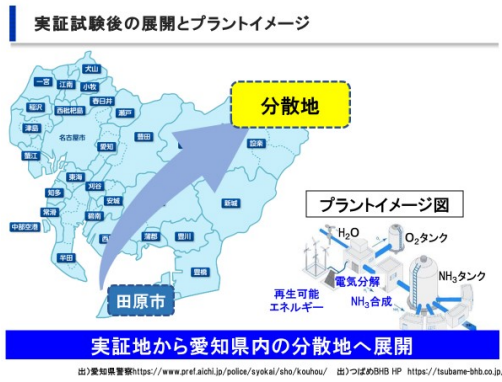 実証試験後の展開とプラントイメージ
犬山
一宮
江南
小牧
稲沢
西枇杷島
春日井
瀬戸
津島
名古屋市
愛知
豊田
蟹江
設楽
東海
知多
刈谷
安城
新城
常滑
碧南
中部空港
蒲郡
豊川
半田
豊橋
分散地
田原市
プラントイメージ図
H₂O
O₂タンク
電気分解
NH₃タンク
再生可能
エネルギー
NH₃合成
実証地から愛知県内の分散地へ展開
出)愛知県警察https://www.pref.aichi.jp/police/syokai/sho/kouhou/ 出)つばめBHB HP https://tsubame-bhb.co.jp,